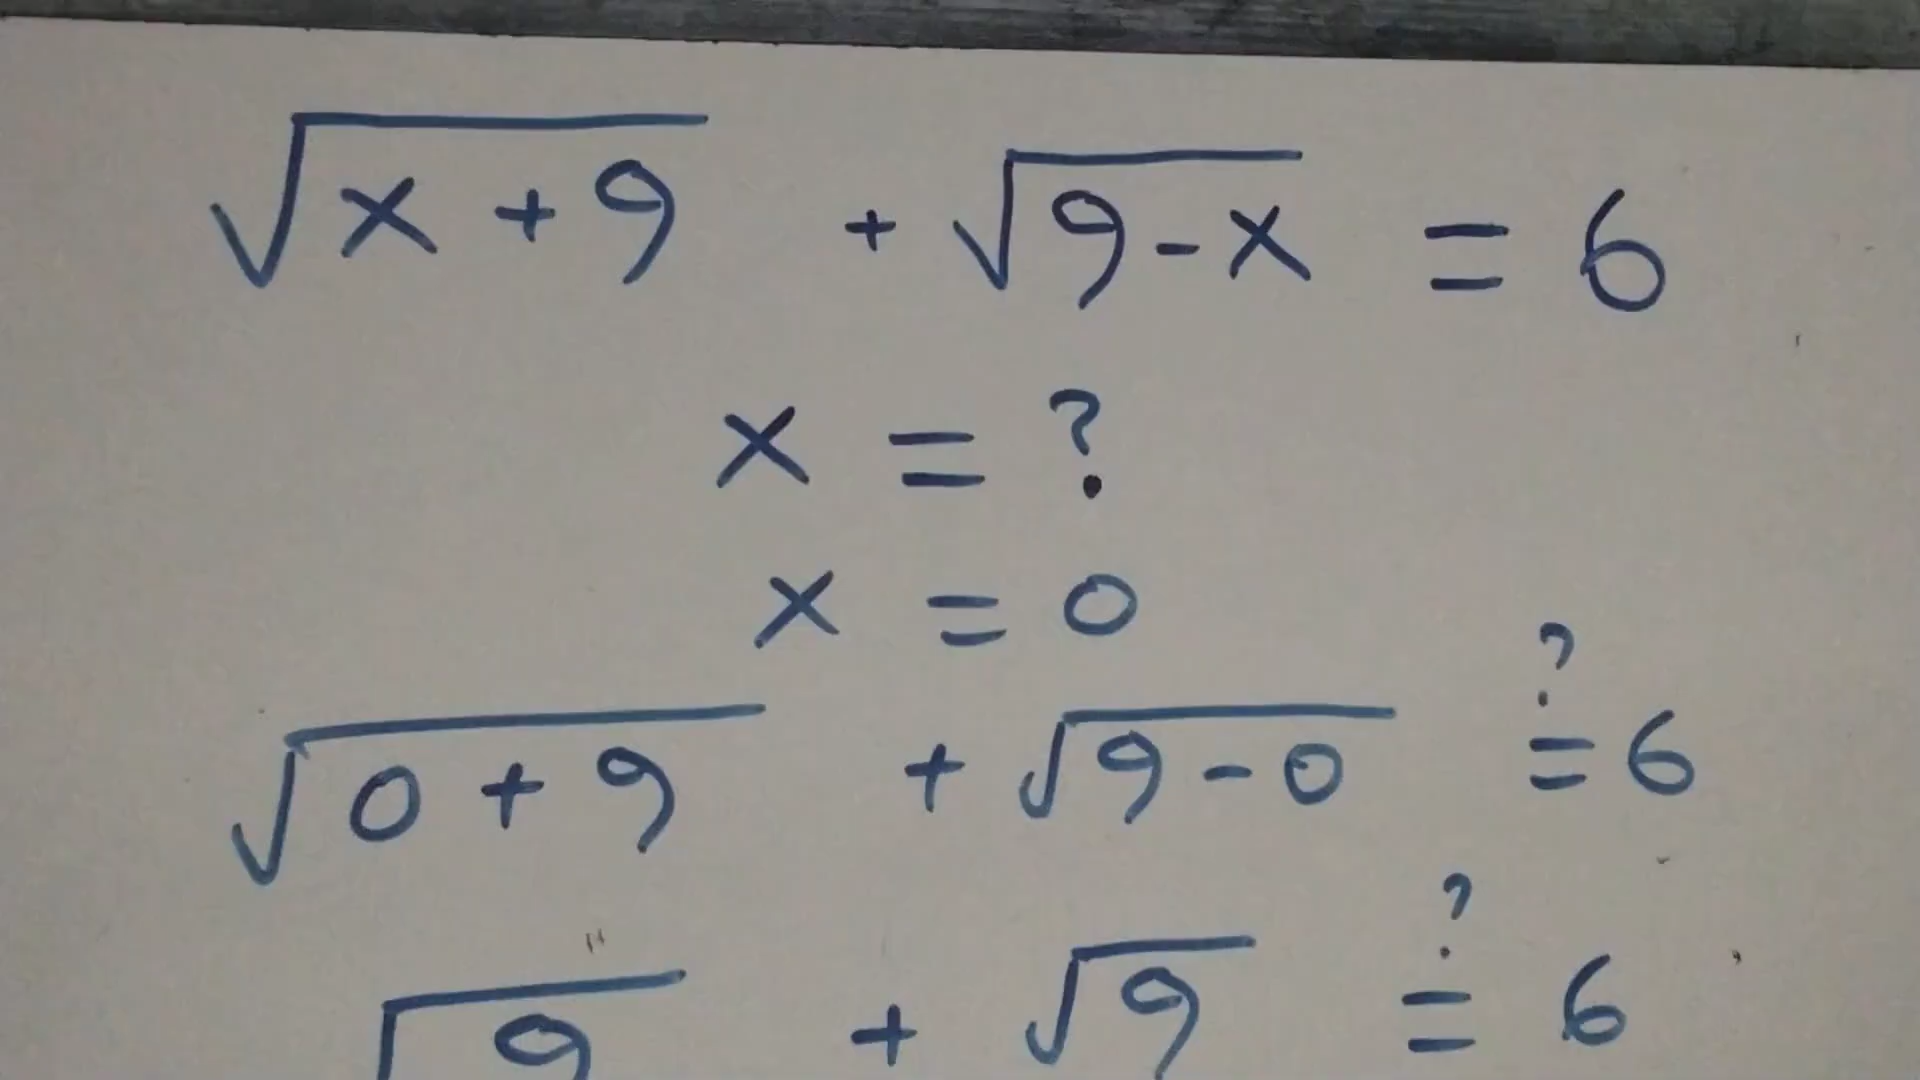 √(x + 9) + √(9 - x) = 6
x = ?
x = 0
√(0 + 9) + √(9 - 0) ≟ 6
√9 + √9 ≟ 6